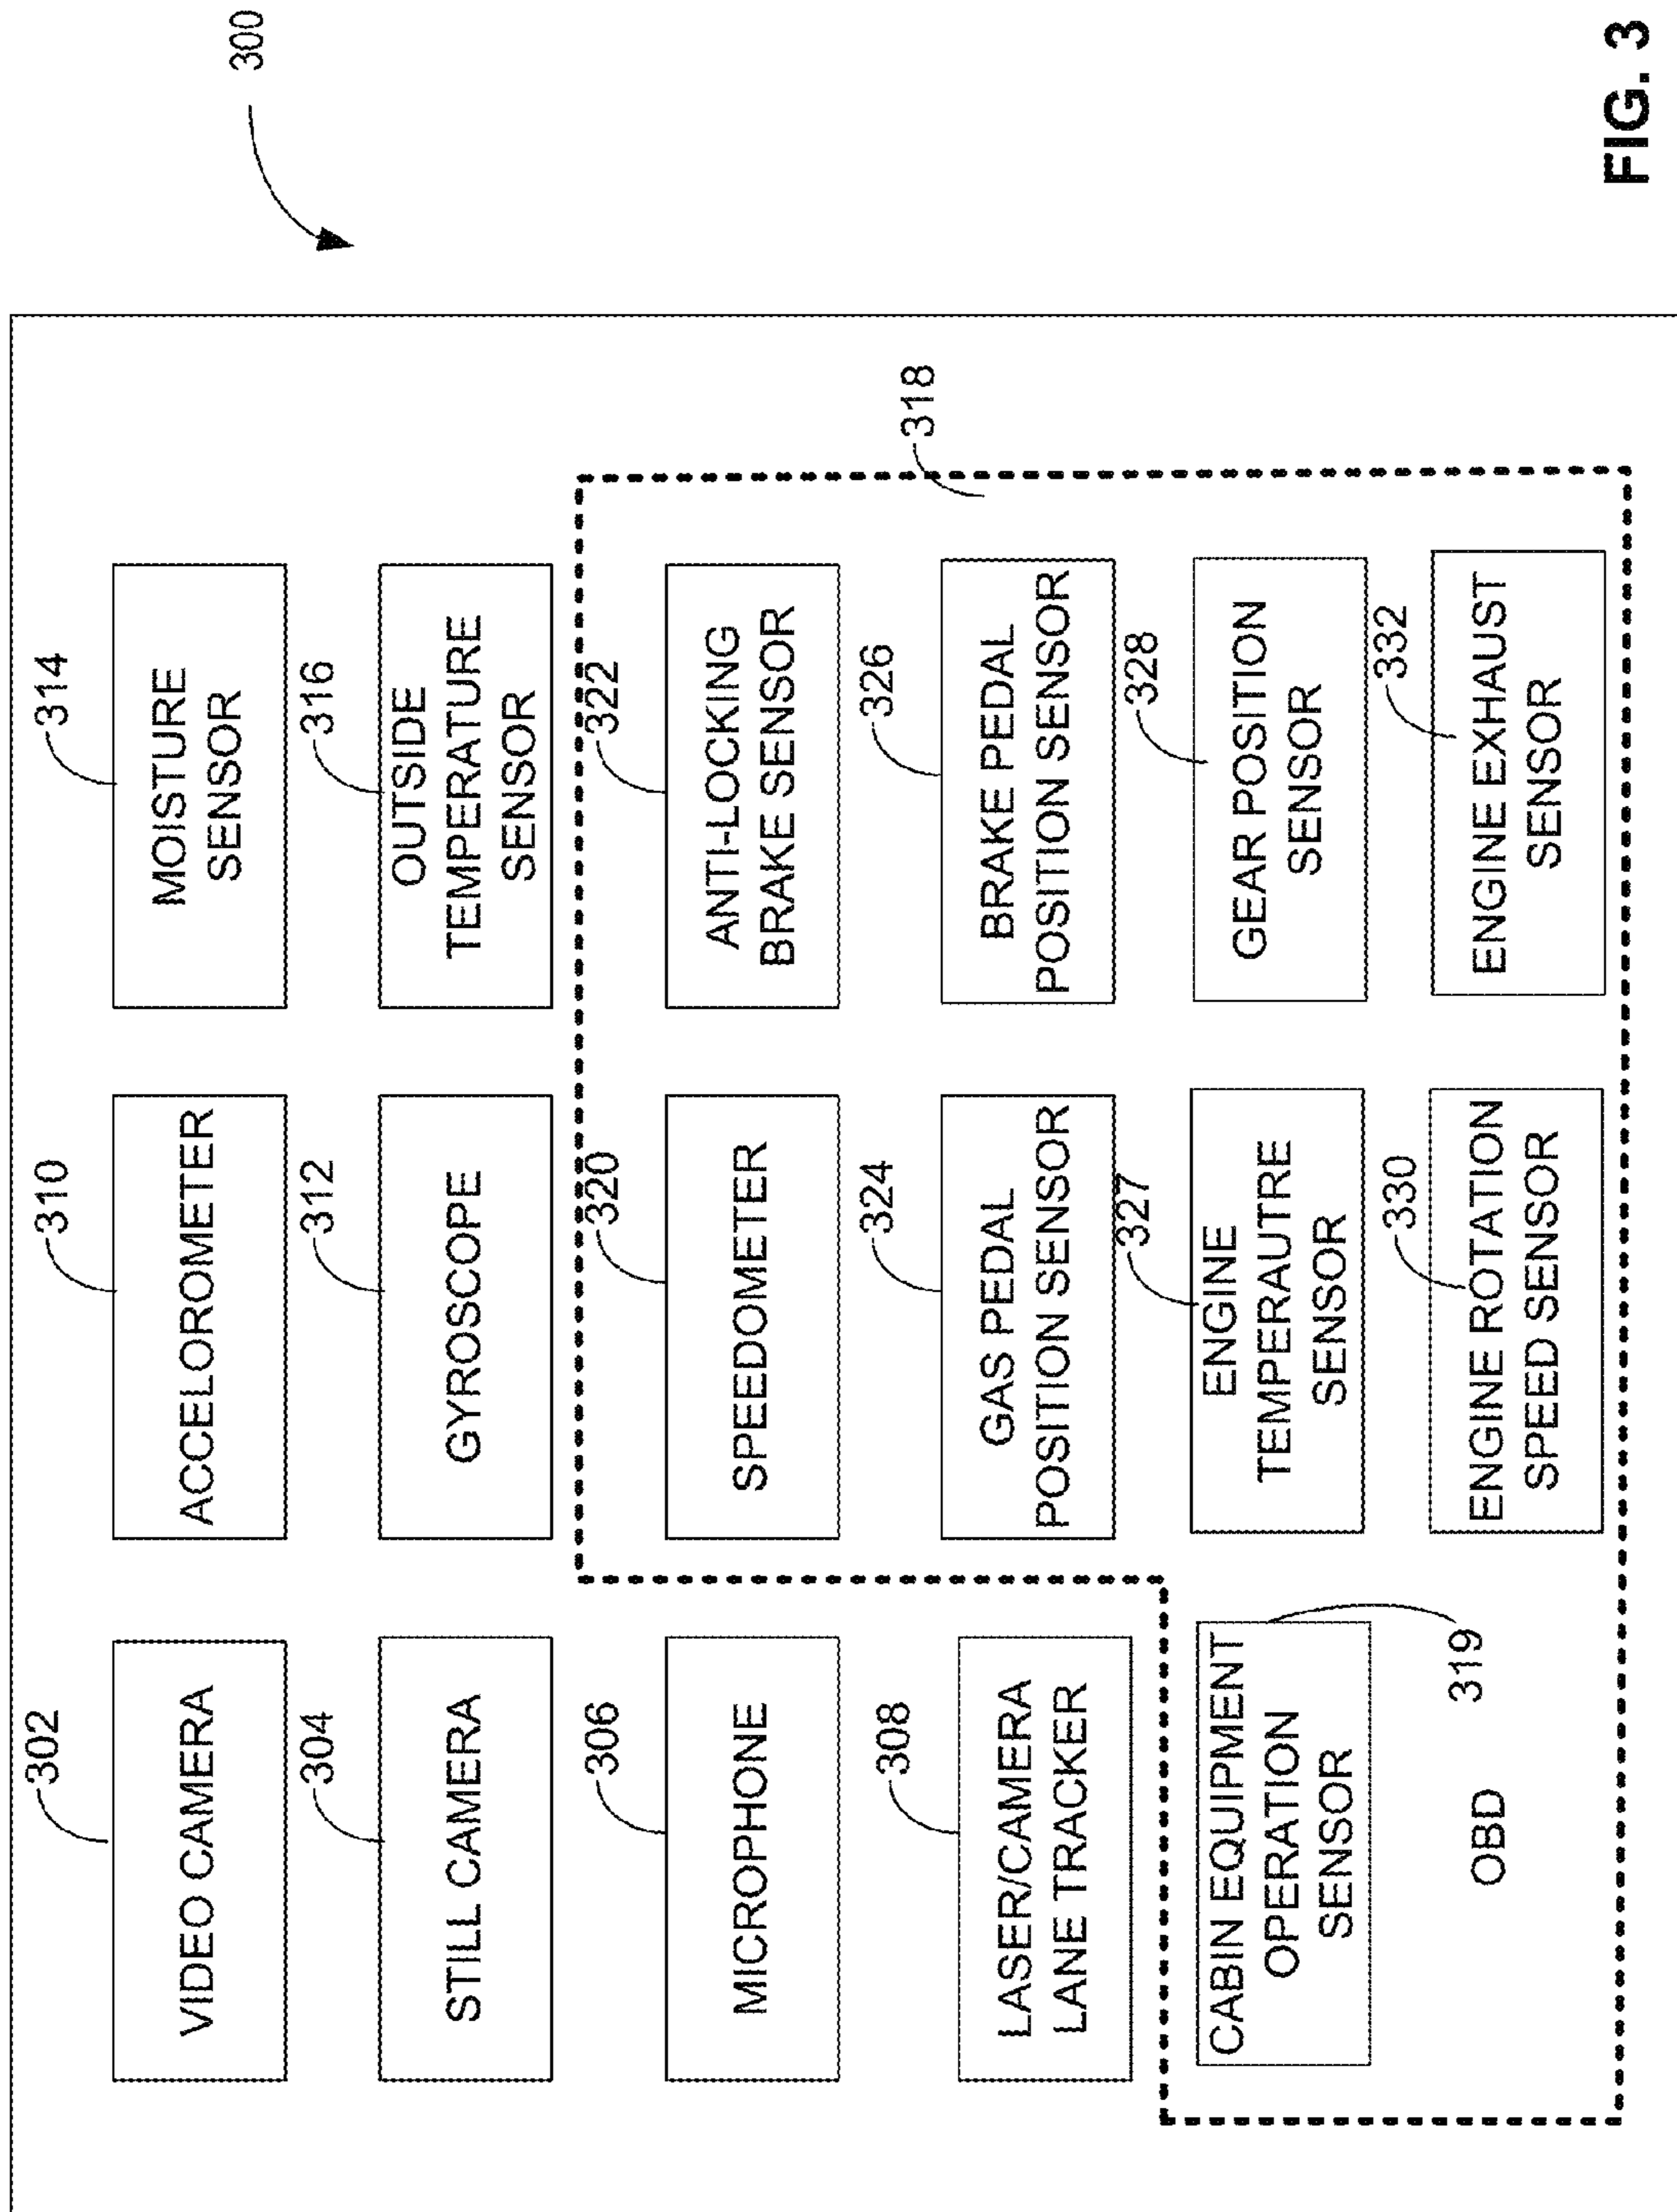 300
302
VIDEO CAMERA
310
ACCELOROMETER
314
MOISTURE
SENSOR
304
STILL CAMERA
312
GYROSCOPE
316
OUTSIDE
TEMPERATURE
SENSOR
306
MICROPHONE
320
SPEEDOMETER
322
ANTI-LOCKING
BRAKE SENSOR
318
308
LASER/CAMERA
LANE TRACKER
324
GAS PEDAL
POSITION SENSOR
326
BRAKE PEDAL
POSITION SENSOR
CABIN EQUIPMENT
OPERATION
SENSOR
319
327
ENGINE
TEMPERAUTRE
SENSOR
328
GEAR POSITION
SENSOR
OBD
330
ENGINE ROTATION
SPEED SENSOR
332
ENGINE EXHAUST
SENSOR
FIG. 3